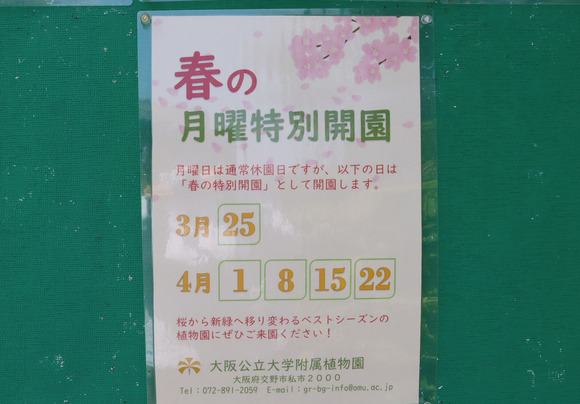 春の
月曜特別開園
月曜日は通常休園日ですが、以下の日は
「春の特別開園」として開園します。
3月 25
4月 1 8 15 22
桜から新緑へ移り変わるベストシーズンの
植物園にぜひご来園ください！
大阪公立大学附属植物園
大阪府交野市私市２０００
Tel：072-891-2059 E-mail：gr-bg-info@omu.ac.jp